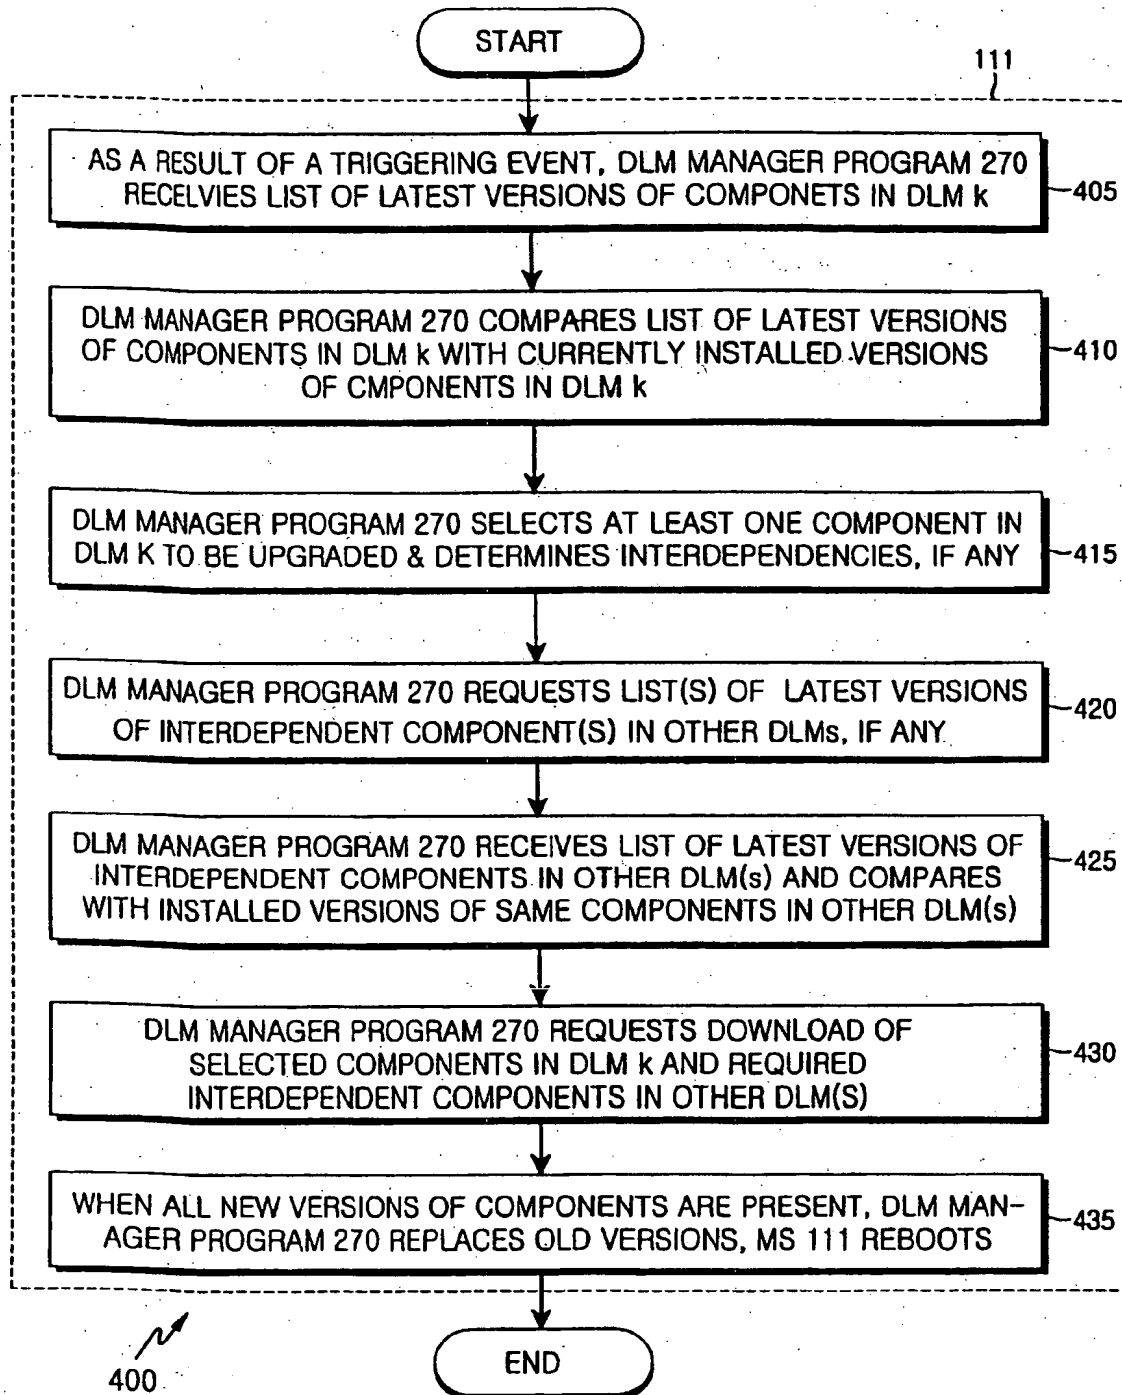 START
111
AS A RESULT OF A TRIGGERING EVENT, DLM MANAGER PROGRAM 270
RECELVIES LIST OF LATEST VERSIONS OF COMPONETS IN DLM k
405
DLM MANAGER PROGRAM 270 COMPARES LIST OF LATEST VERSIONS
OF COMPONENTS IN DLM k WITH CURRENTLY INSTALLED VERSIONS
OF CMPONENTS IN DLM k
410
DLM MANAGER PROGRAM 270 SELECTS AT LEAST ONE COMPONENT IN
DLM K TO BE UPGRADED & DETERMINES INTERDEPENDENCIES, IF ANY
415
DLM MANAGER PROGRAM 270 REQUESTS LIST(S) OF LATEST VERSIONS
OF INTERDEPENDENT COMPONENT(S) IN OTHER DLMs, IF ANY
420
DLM MANAGER PROGRAM 270 RECEIVES LIST OF LATEST VERSIONS OF
INTERDEPENDENT COMPONENTS IN OTHER DLM(s) AND COMPARES
WITH INSTALLED VERSIONS OF SAME COMPONENTS IN OTHER DLM(s)
425
DLM MANAGER PROGRAM 270 REQUESTS DOWNLOAD OF
SELECTED COMPONENTS IN DLM k AND REQUIRED
INTERDEPENDENT COMPONENTS IN OTHER DLM(S)
430
WHEN ALL NEW VERSIONS OF COMPONENTS ARE PRESENT, DLM MAN-
AGER PROGRAM 270 REPLACES OLD VERSIONS, MS 111 REBOOTS
435
END
400